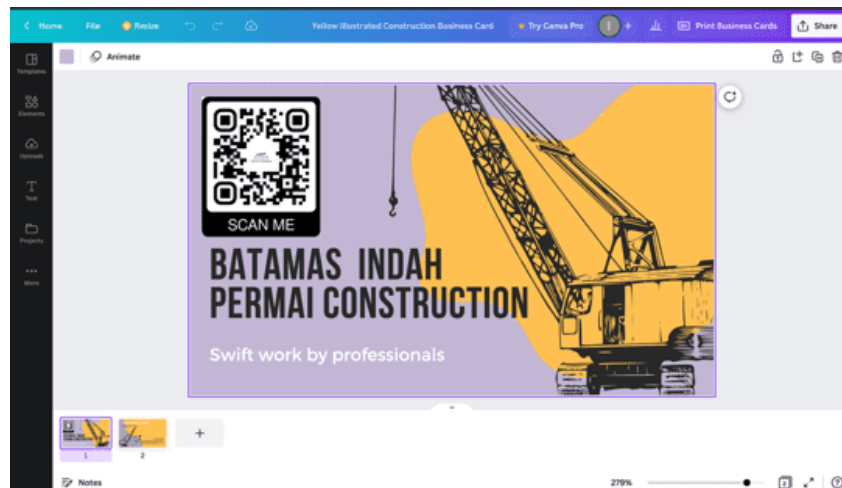 Home File Resize Yellow Illustrated Construction Business Card Try Canva Pro I + Print Business Cards Share
Animate
Templates
Elements
Uploads
Text
Projects
More
SCAN ME
BATAMAS INDAH
PERMAI CONSTRUCTION
Swift work by professionals
+
1 2
Notes 279% 2 ?